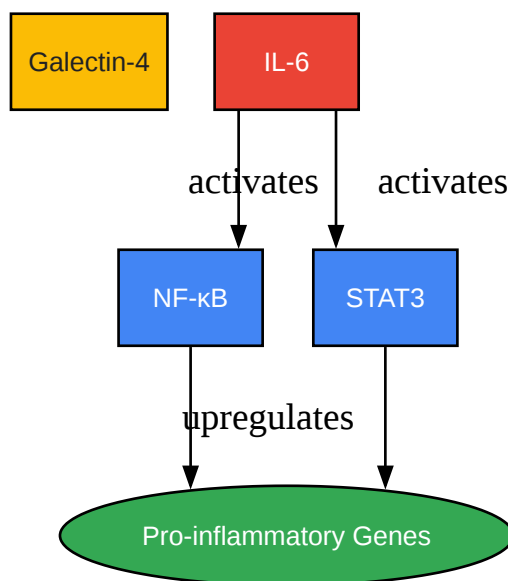 Galectin-4
IL-6
activates
activates
NF-κB
STAT3
upregulates
Pro-inflammatory Genes